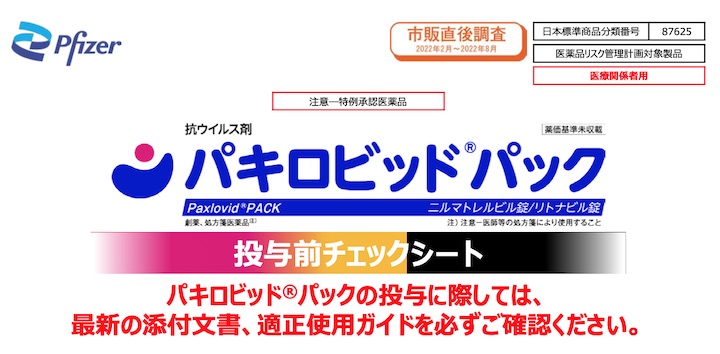 Pfizer
市販直後調査
2022年2月～2022年8月
日本標準商品分類番号 87625
医薬品リスク管理計画対象製品
医療関係者用
注意―特例承認医薬品
抗ウイルス剤
薬価基準未収載
パキロビッド®パック
Paxlovid®PACK ニルマトレルビル錠/リトナビル錠
創薬、処方箋医薬品注) 注）注意－医師等の処方箋により使用すること
投与前チェックシート
パキロビッド®パックの投与に際しては、
最新の添付文書、適正使用ガイドを必ずご確認ください。